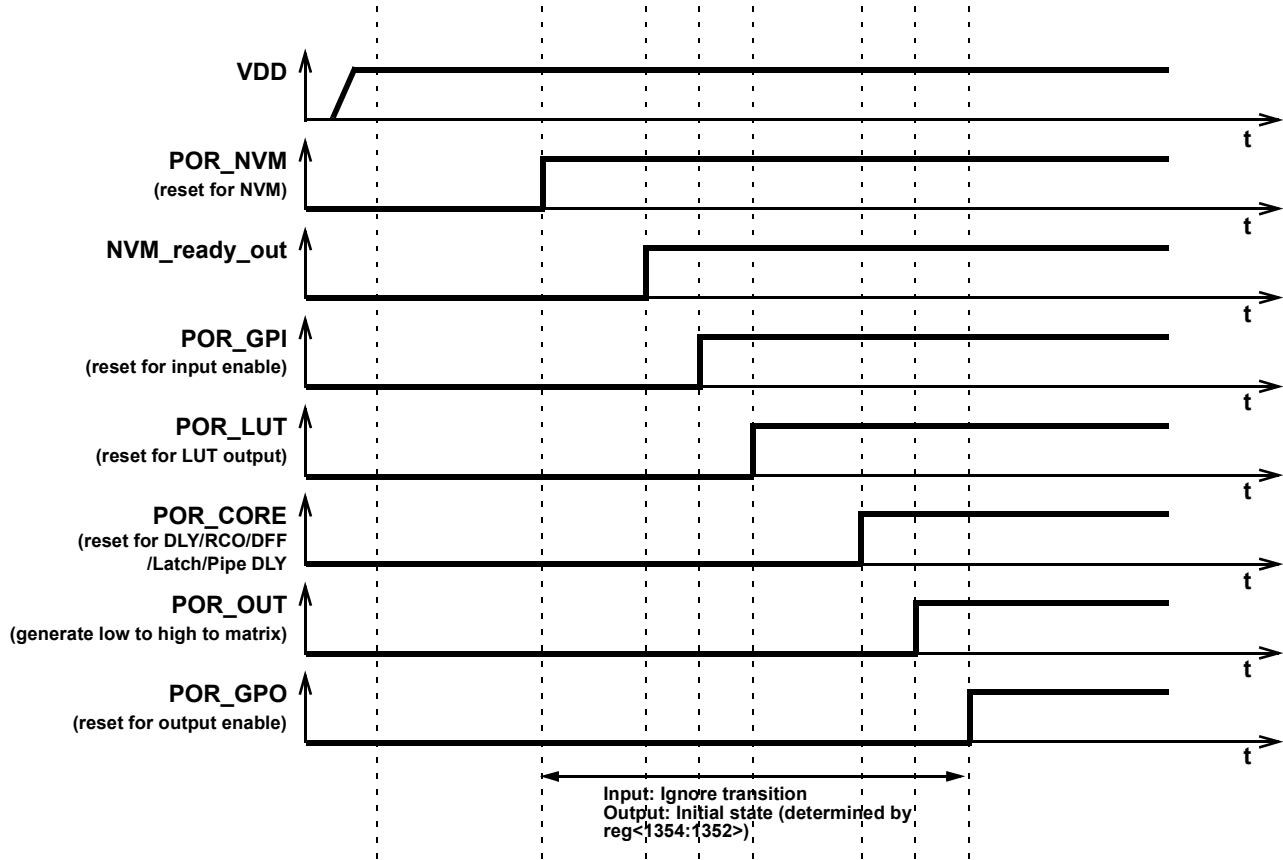 VDD
t
POR_NVM
(reset for NVM)
t
NVM_ready_out
t
POR_GPI
(reset for input enable)
t
POR_LUT
(reset for LUT output)
t
POR_CORE
(reset for DLY/RCO/DFF
/Latch/Pipe DLY
t
POR_OUT
(generate low to high to matrix)
t
POR_GPO
(reset for output enable)
t
Input: Ignore transition
Output: Initial state (determined by
reg<1354:1352>)